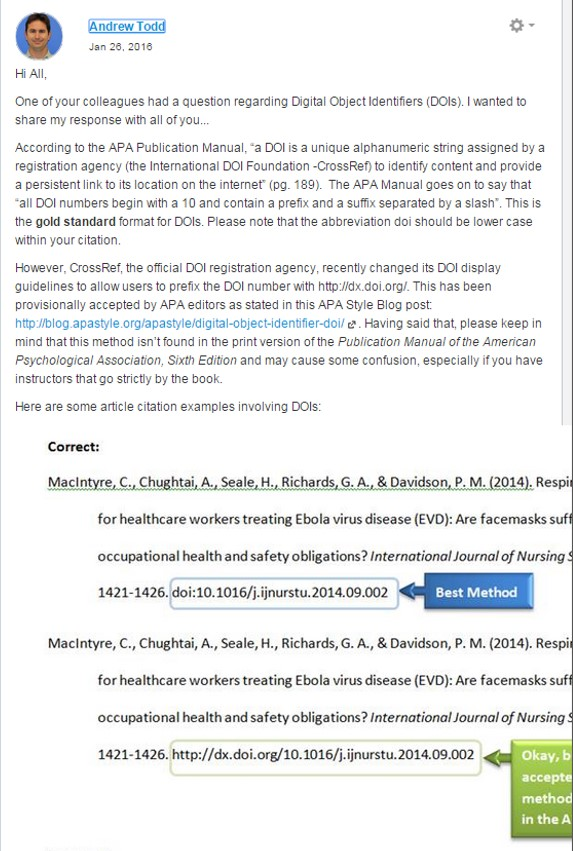 Andrew Todd
Jan 26, 2016
Hi All,
One of your colleagues had a question regarding Digital Object Identifiers (DOIs). I wanted to
share my response with all of you...
According to the APA Publication Manual, “a DOI is a unique alphanumeric string assigned by a
registration agency (the International DOI Foundation -CrossRef) to identify content and provide
a persistent link to its location on the internet” (pg. 189).  The APA Manual goes on to say that
“all DOI numbers begin with a 10 and contain a prefix and a suffix separated by a slash”. This is
the gold standard format for DOIs. Please note that the abbreviation doi should be lower case
within your citation.
However, CrossRef, the official DOI registration agency, recently changed its DOI display
guidelines to allow users to prefix the DOI number with http://dx.doi.org/. This has been
provisionally accepted by APA editors as stated in this APA Style Blog post:
http://blog.apastyle.org/apastyle/digital-object-identifier-doi/ . Having said that, please keep in
mind that this method isn’t found in the print version of the Publication Manual of the American
Psychological Association, Sixth Edition and may cause some confusion, especially if you have
instructors that go strictly by the book.
Here are some article citation examples involving DOIs:
Correct:
MacIntyre, C., Chughtai, A., Seale, H., Richards, G. A., & Davidson, P. M. (2014). Respir
for healthcare workers treating Ebola virus disease (EVD): Are facemasks suff
occupational health and safety obligations? International Journal of Nursing S
1421-1426. doi:10.1016/j.ijnurstu.2014.09.002
Best Method
MacIntyre, C., Chughtai, A., Seale, H., Richards, G. A., & Davidson, P. M. (2014). Respir
for healthcare workers treating Ebola virus disease (EVD): Are facemasks suff
occupational health and safety obligations? International Journal of Nursing S
1421-1426. http://dx.doi.org/10.1016/j.ijnurstu.2014.09.002
Okay, b
accepte
method
in the A